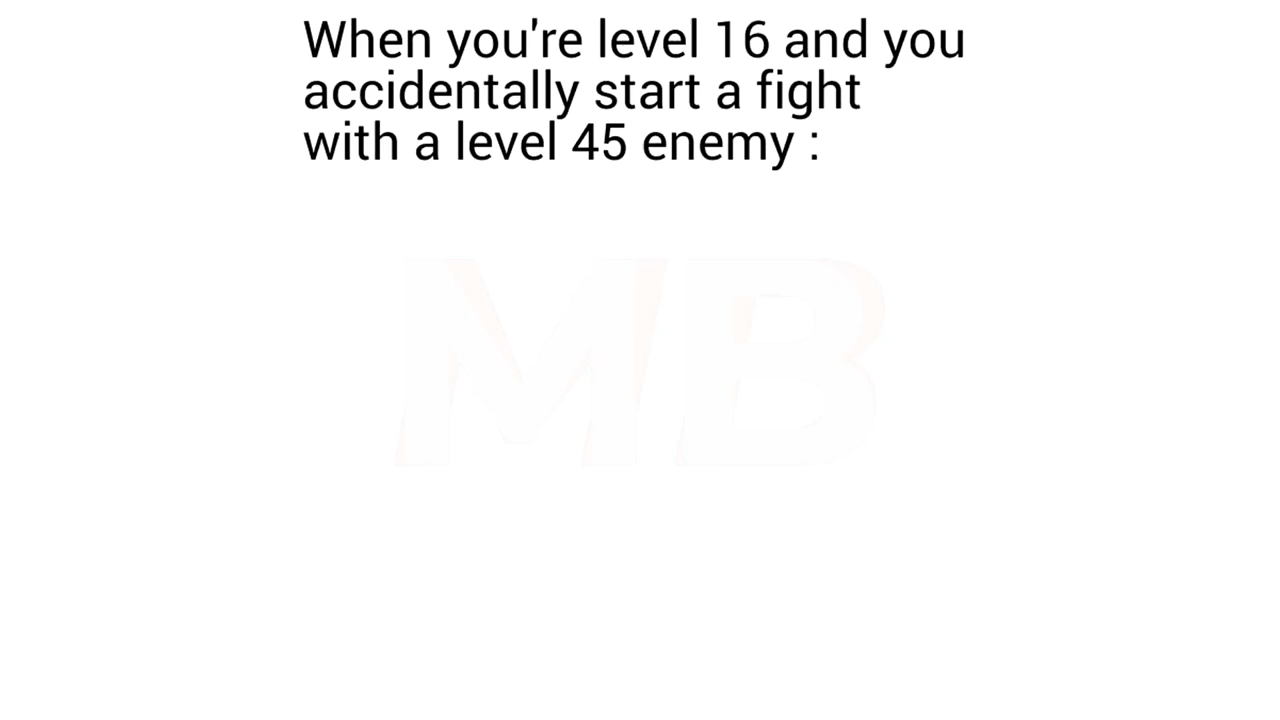 When you're level 16 and you
accidentally start a fight
with a level 45 enemy :
MB